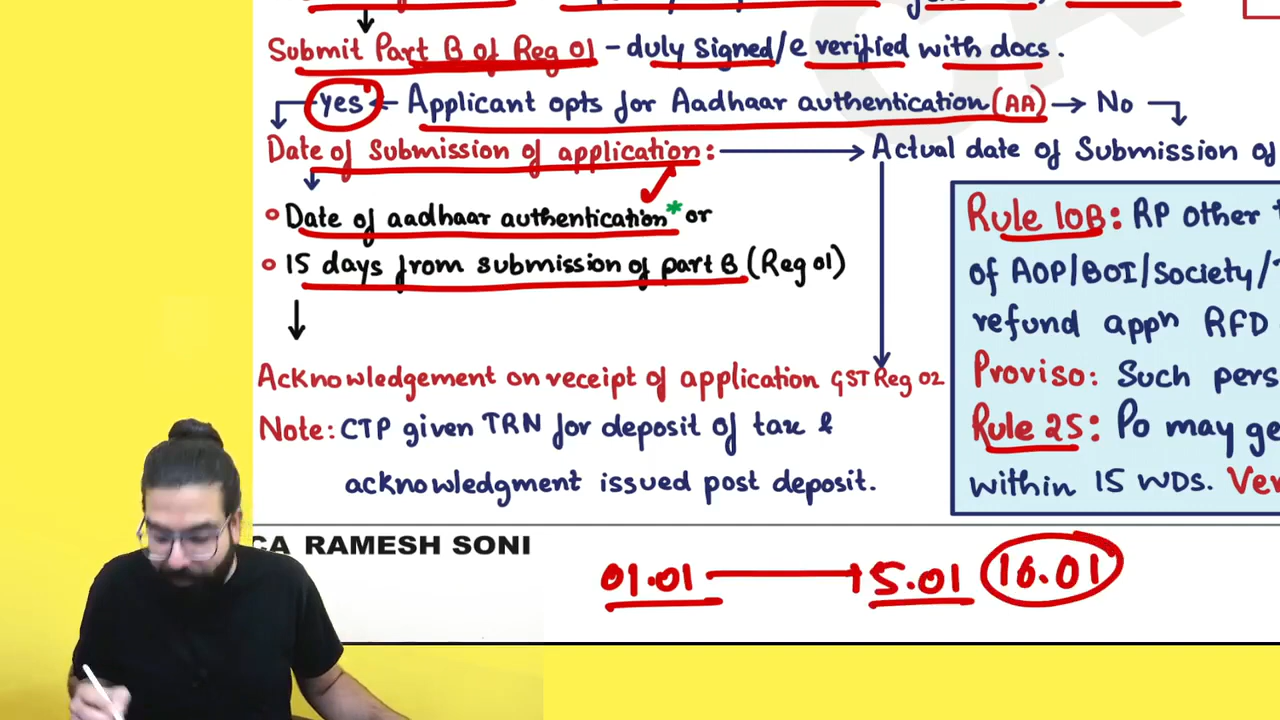 Submit Part B of Reg 01 - duly signed/e verified with docs.
yes ← Applicant opts for Aadhaar authentication (AA) → No
Date of Submission of application: → Actual date of Submission of
Date of aadhaar authentication* or
15 days from submission of part B (Reg 01)
Rule 10B: RP other
of AOP/BOI/Society/
refund appn RFD
Acknowledgement on receipt of application GST Reg 02
Proviso: Such pers
Note: CTP given TRN for deposit of tax &
Rule 25: Po may ge
acknowledgment issued post deposit.
within 15 WDs. Ver
CA RAMESH SONI
01.01 → 5.01 16.01